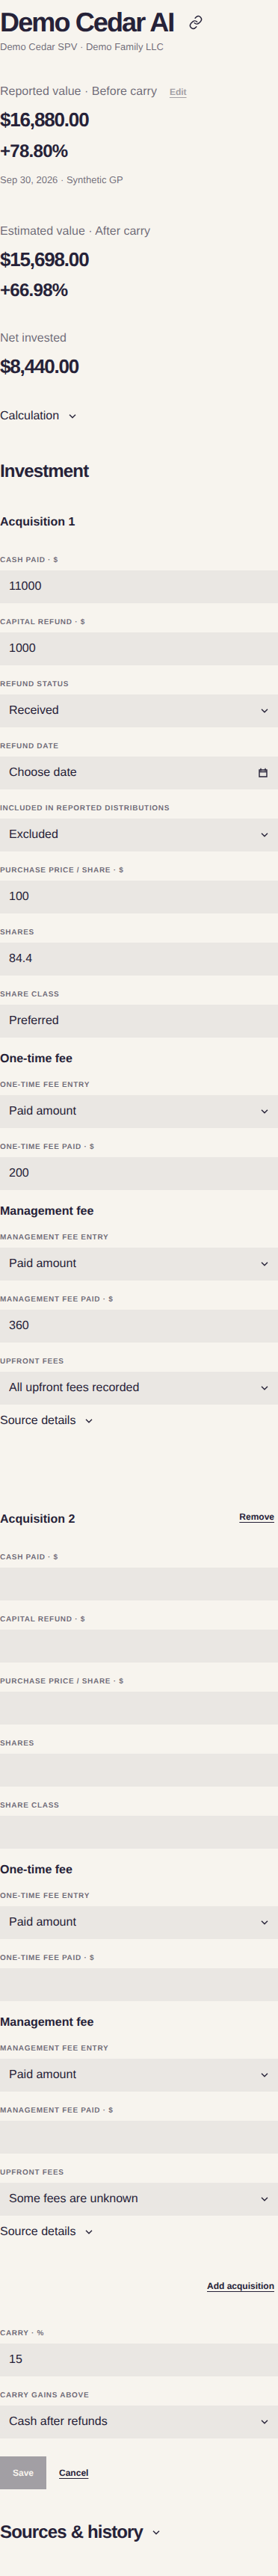 Demo Cedar AI
Demo Cedar SPV · Demo Family LLC
Reported value · Before carry Edit
$16,880.00
+78.80%
Sep 30, 2026 · Synthetic GP
Estimated value · After carry
$15,698.00
+66.98%
Net invested
$8,440.00
Calculation
Investment
Acquisition 1
CASH PAID · $
11000
CAPITAL REFUND · $
1000
REFUND STATUS
Received
REFUND DATE
Choose date
INCLUDED IN REPORTED DISTRIBUTIONS
Excluded
PURCHASE PRICE / SHARE · $
100
SHARES
84.4
SHARE CLASS
Preferred
One-time fee
ONE-TIME FEE ENTRY
Paid amount
ONE-TIME FEE PAID · $
200
Management fee
MANAGEMENT FEE ENTRY
Paid amount
MANAGEMENT FEE PAID · $
360
UPFRONT FEES
All upfront fees recorded
Source details
Acquisition 2 Remove
CASH PAID · $
CAPITAL REFUND · $
PURCHASE PRICE / SHARE · $
SHARES
SHARE CLASS
One-time fee
ONE-TIME FEE ENTRY
Paid amount
ONE-TIME FEE PAID · $
Management fee
MANAGEMENT FEE ENTRY
Paid amount
MANAGEMENT FEE PAID · $
UPFRONT FEES
Some fees are unknown
Source details
Add acquisition
CARRY · %
15
CARRY GAINS ABOVE
Cash after refunds
Save Cancel
Sources & history